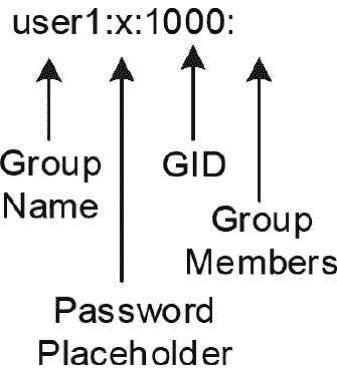 user1:x:1000:
Group
Name
GID
Group
Members
Password
Placeholder